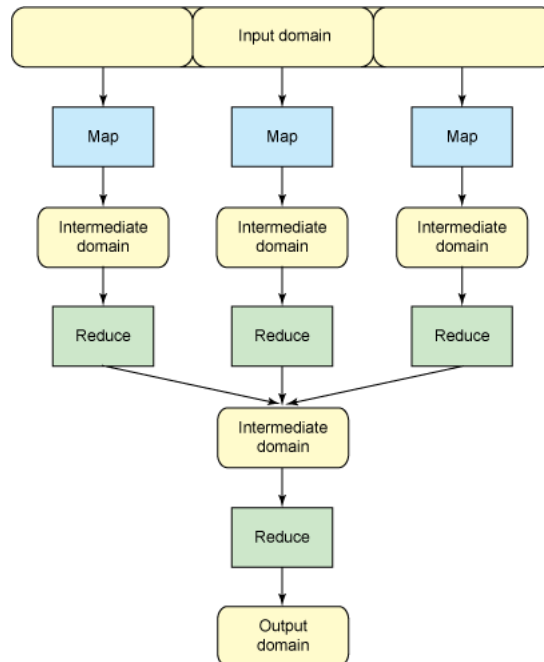 Input domain
Map
Map
Map
Intermediate
domain
Intermediate
domain
Intermediate
domain
Reduce
Reduce
Reduce
Intermediate
domain
Reduce
Output
domain